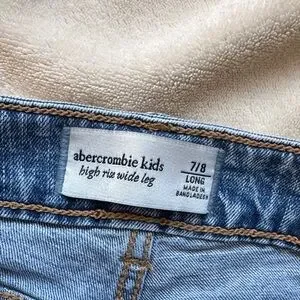 abercrombie kids
high rise wide leg
7/8
LONG
MADE IN
BANGLADESH